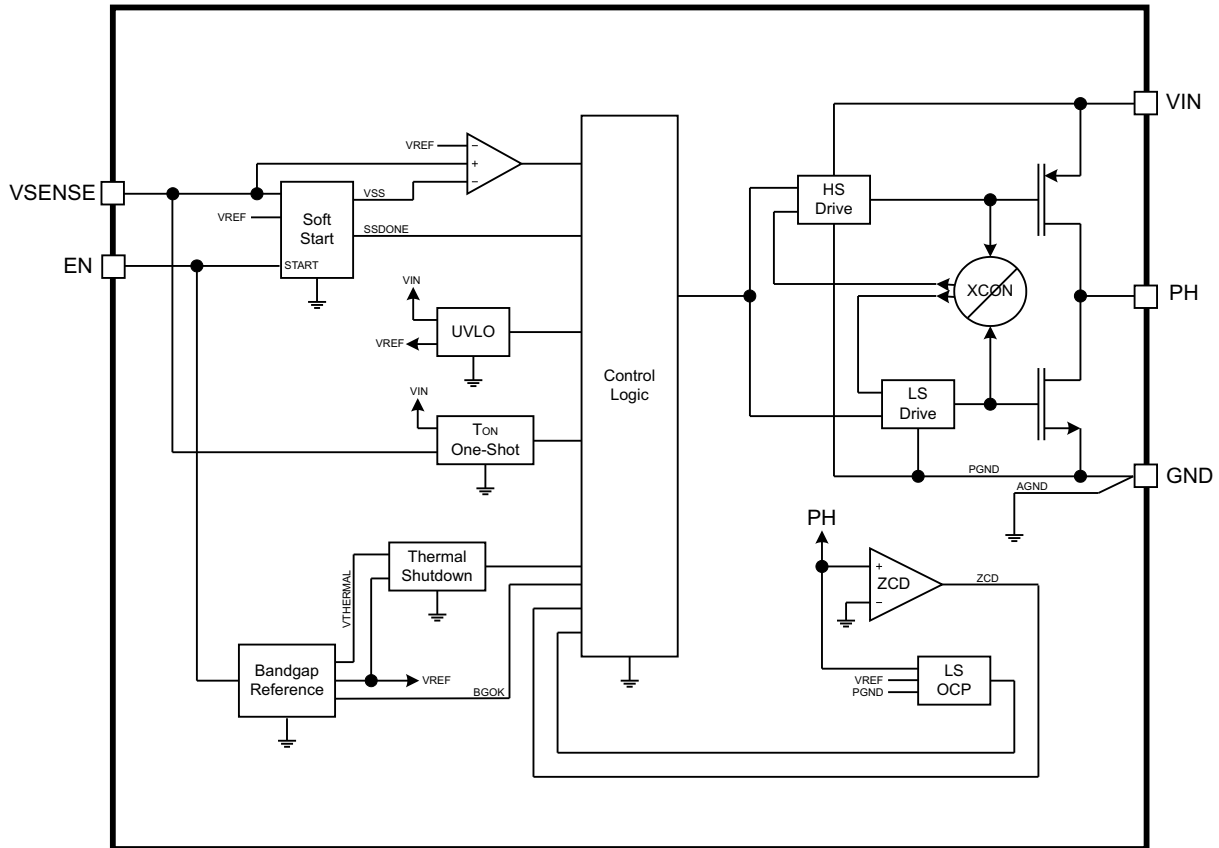 VIN
VREF
−
+
−
VSENSE
VSS
HS
Drive
VREF
Soft
Start
SSDONE
EN
START
VIN
XCON
PH
UVLO
VREF
Control
Logic
VIN
LS
Drive
TON
One-Shot
PGND
GND
AGND
PH
Thermal
Shutdown
VTHERMAL
+
ZCD
−
ZCD
Bandgap
Reference
VREF
BGOK
LS
OCP
VREF
PGND